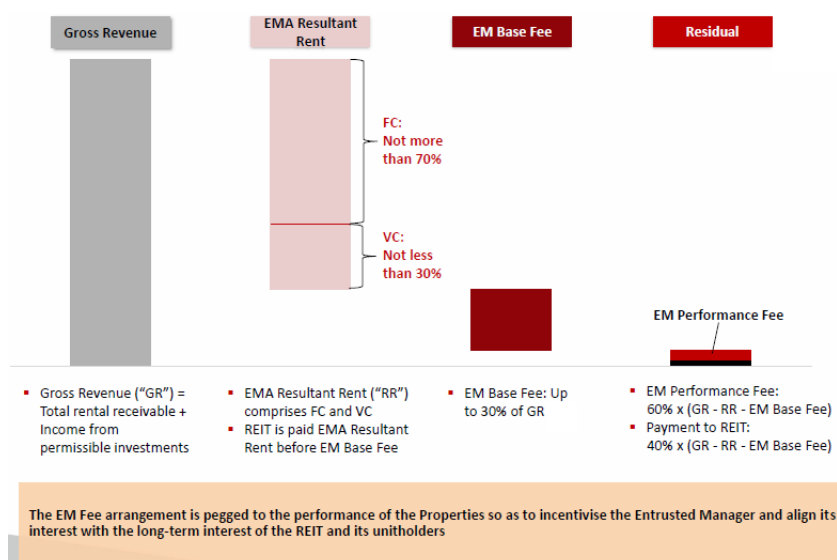 Gross Revenue
EMA Resultant
Rent
EM Base Fee
Residual
FC:
Not more
than 70%
VC:
Not less
than 30%
EM Performance Fee
▪ Gross Revenue (“GR”) =
Total rental receivable +
Income from
permissible investments
▪ EMA Resultant Rent (“RR”)
comprises FC and VC
▪ REIT is paid EMA Resultant
Rent before EM Base Fee
▪ EM Base Fee: Up
to 30% of GR
▪ EM Performance Fee:
60% x (GR - RR - EM Base Fee)
▪ Payment to REIT:
40% x (GR - RR - EM Base Fee)
The EM Fee arrangement is pegged to the performance of the Properties so as to incentivise the Entrusted Manager and align its
interest with the long-term interest of the REIT and its unitholders